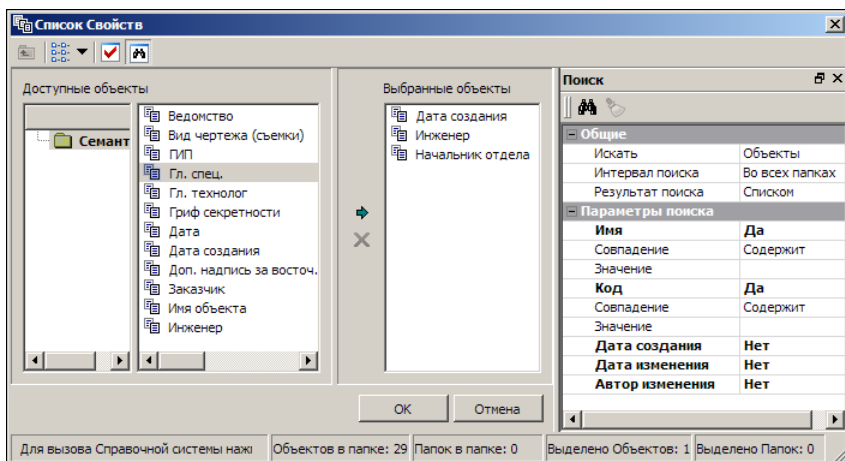 Список Свойств
Доступные объекты
Семант
Ведомство
Вид чертежа (съемки)
ГИП
Гл. спец.
Гл. технолог
Гриф секретности
Дата
Дата создания
Доп. надпись за восточ.
Заказчик
Имя объекта
Инженер
Выбранные объекты
Дата создания
Инженер
Начальник отдела
OK Отмена
Поиск
Общие
Искать Объекты
Интервал поиска Во всех папках
Результат поиска Списком
Параметры поиска
Имя Да
Совпадение Содержит
Значение
Код Да
Совпадение Содержит
Значение
Дата создания Нет
Дата изменения Нет
Автор изменения Нет
Для вызова Справочной системы наж Объектов в папке: 29 Папок в папке: 0 Выделено Объектов: 1 Выделено Папок: 0